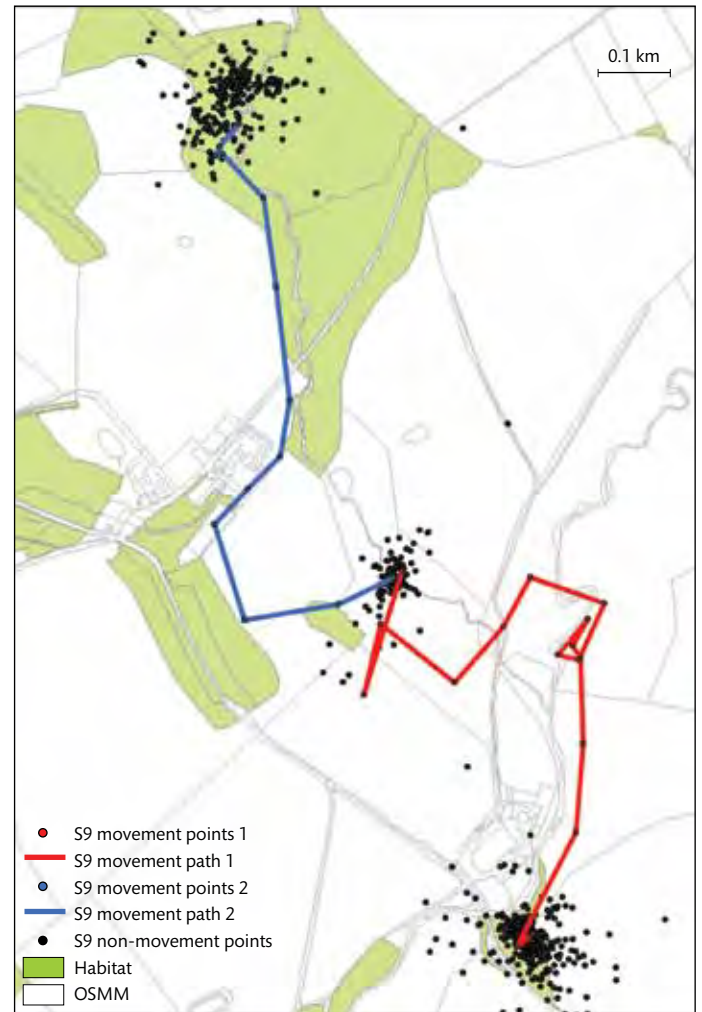 0.1 km
S9 movement points 1
S9 movement path 1
S9 movement points 2
S9 movement path 2
S9 non-movement points
Habitat
OSMM